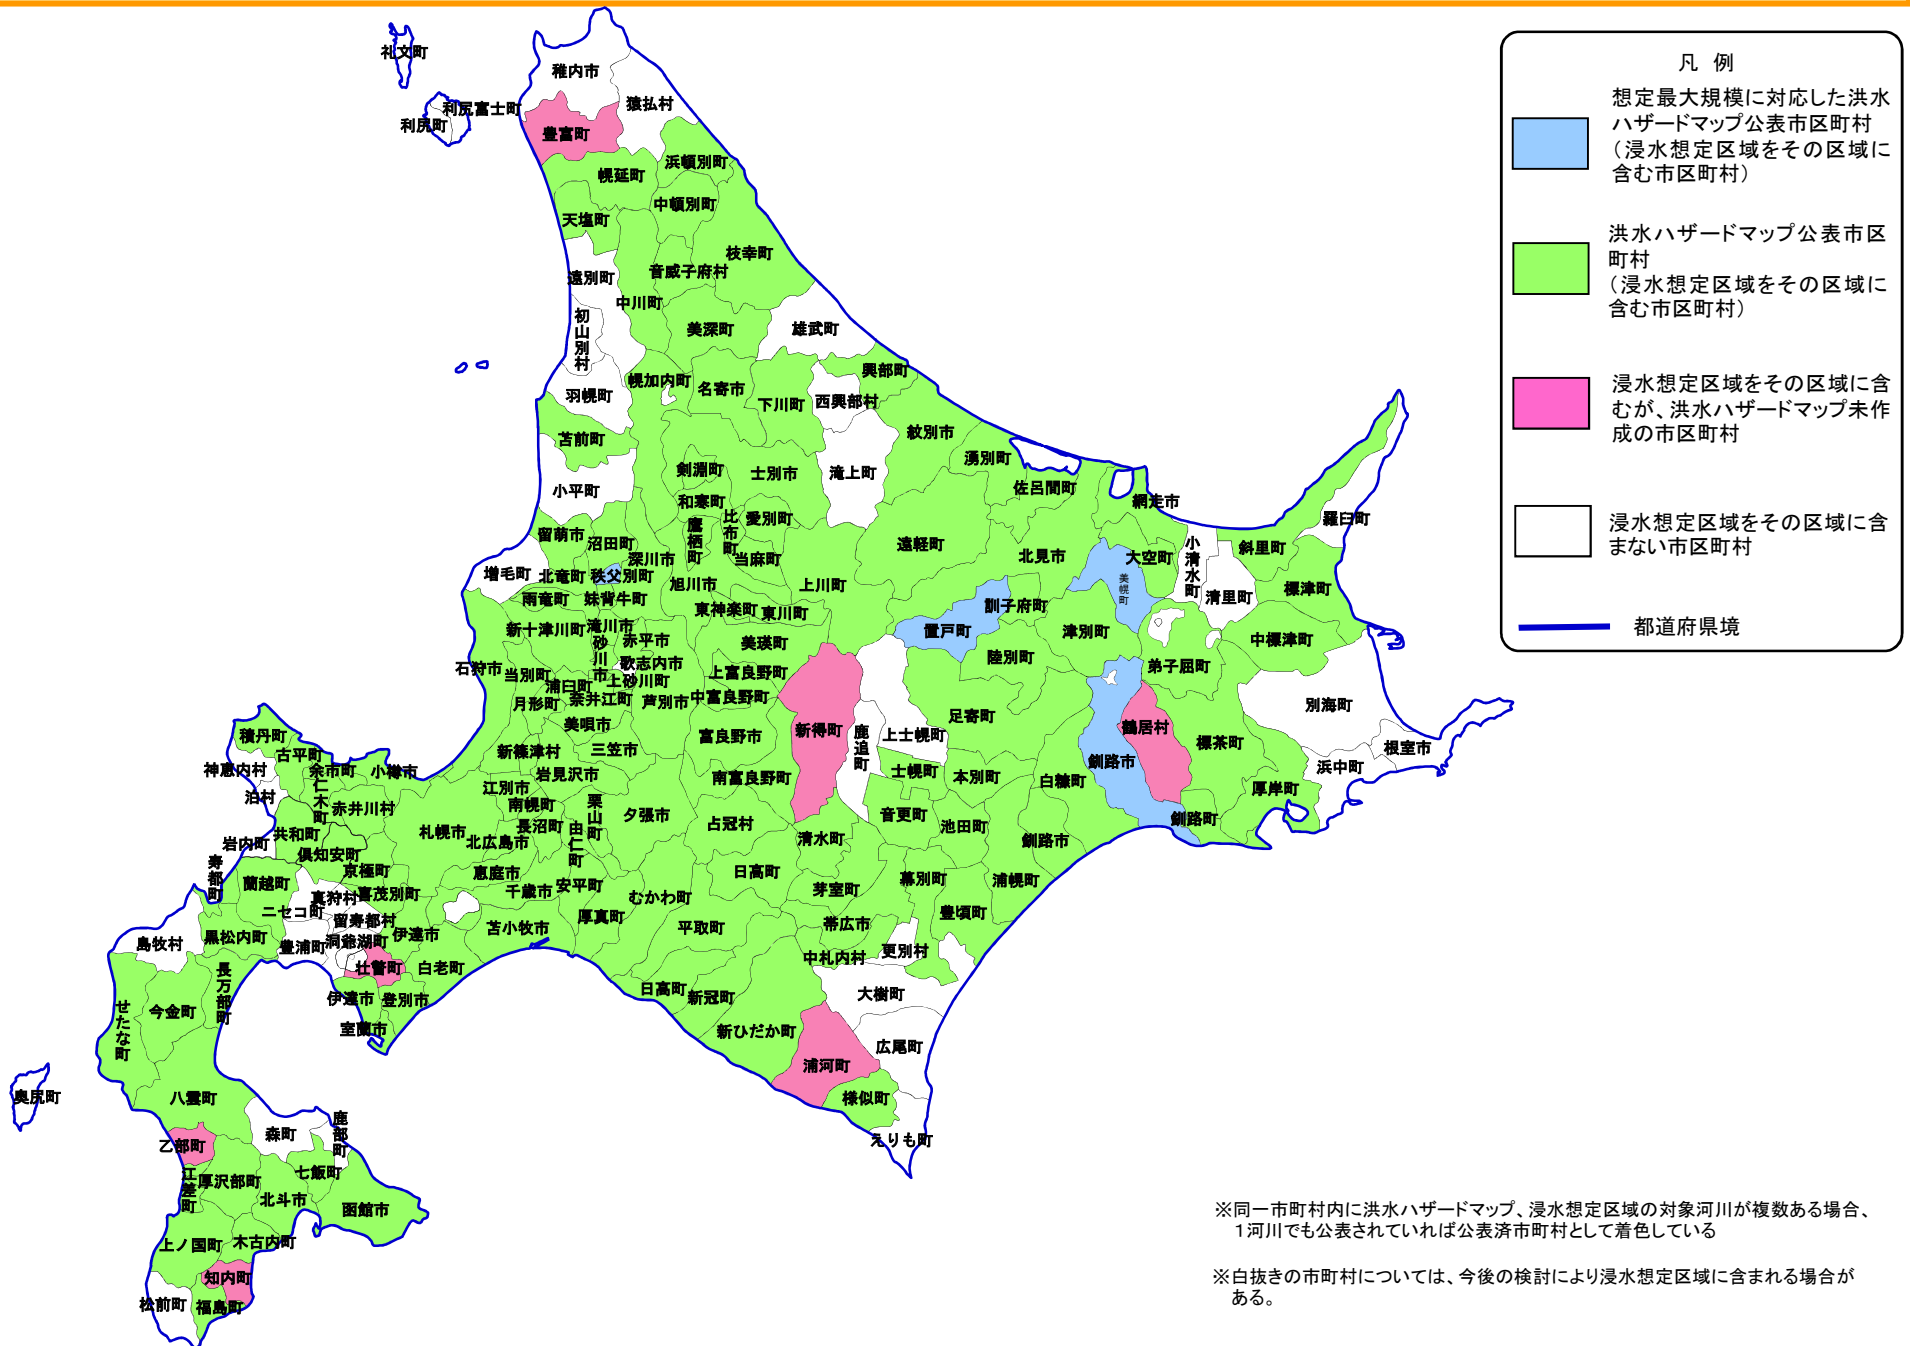 凡 例
想定最大規模に対応した洪水
ハザードマップ公表市区町村
（浸水想定区域をその区域に
含む市区町村）
洪水ハザードマップ公表市区
町村
（浸水想定区域をその区域に
含む市区町村）
浸水想定区域をその区域に含
むが、洪水ハザードマップ未作
成の市区町村
浸水想定区域をその区域に含
まない市区町村
都道府県境
礼文町
稚内市
利尻富士町
猿払村
利尻町
豊富町
浜頓別町
幌延町
中頓別町
天塩町
枝幸町
音威子府村
遠別町
中川町
初山別村
美深町
雄武町
興部町
幌加内町
名寄市
羽幌町
下川町
西興部村
紋別市
苫前町
湧別町
剣淵町
士別市
滝上町
佐呂間町
小平町
和寒町
網走市
愛別町
比布町
鷹栖町
羅臼町
留萌市
沼田町
深川市
当麻町
遠軽町
北見市
大空町
小清水町
斜里町
増毛町
北竜町
秩父別町
旭川市
上川町
美幌町
清里町
標津町
雨竜町
妹背牛町
東神楽町
東川町
訓子府町
新十津川町
滝川市
赤平市
美瑛町
置戸町
津別町
中標津町
砂川市
石狩市
当別町
歌志内市
上富良野町
陸別町
弟子屈町
浦臼町
上砂川町
月形町
奈井江町
芦別市
中富良野町
別海町
美唄市
新得町
足寄町
鶴居村
積丹町
古平町
新篠津村
三笠市
富良野市
鹿追町
上士幌町
標茶町
根室市
神恵内村
余市町
小樽市
岩見沢市
南富良野町
士幌町
本別町
白糠町
釧路市
浜中町
泊村
仁木町
赤井川村
江別市
南幌町
栗山町
夕張市
厚岸町
共和町
札幌市
長沼町
由仁町
占冠村
音更町
池田町
釧路町
岩内町
倶知安町
北広島市
清水町
釧路市
寿都町
京極町
恵庭市
日高町
蘭越町
真狩村
喜茂別町
千歳市
安平町
むかわ町
芽室町
幕別町
浦幌町
ニセコ町
留寿都村
厚真町
豊頃町
島牧村
黒松内町
豊浦町
洞爺湖町
伊達市
苫小牧市
平取町
帯広市
更別村
中札内村
長万部町
壮瞥町
白老町
日高町
新冠町
大樹町
せたな町
今金町
伊達市
登別市
室蘭市
新ひだか町
広尾町
浦河町
奥尻町
八雲町
様似町
森町
鹿部町
乙部町
えりも町
江差町
厚沢部町
七飯町
北斗市
函館市
上ノ国町
木古内町
知内町
松前町
福島町
※同一市町村内に洪水ハザードマップ、浸水想定区域の対象河川が複数ある場合、
１河川でも公表されていれば公表済市町村として着色している
※白抜きの市町村については、今後の検討により浸水想定区域に含まれる場合が
ある。